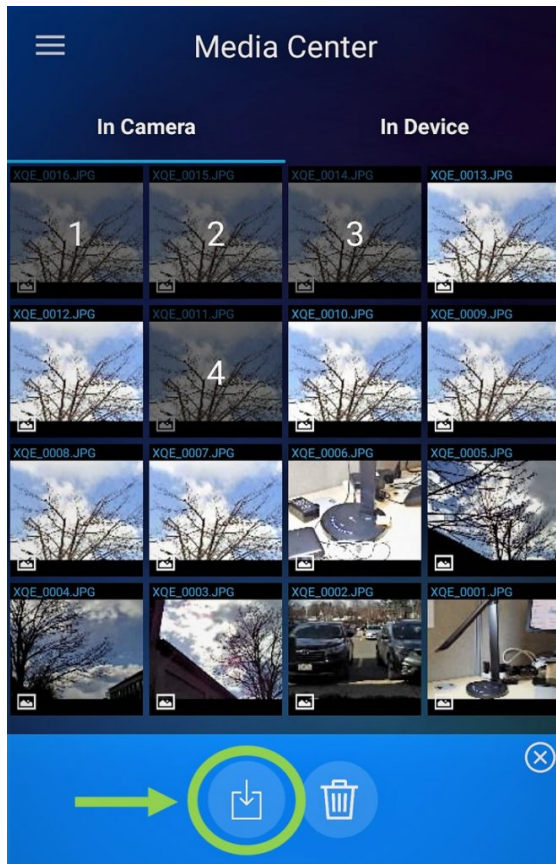 Media Center
In Camera In Device
XQE_0016.JPG XQE_0015.JPG XQE_0014.JPG XQE_0013.JPG
1 2 3
XQE_0012.JPG XQE_0011.JPG XQE_0010.JPG XQE_0009.JPG
4
XQE_0008.JPG XQE_0007.JPG XQE_0006.JPG XQE_0005.JPG
XQE_0004.JPG XQE_0003.JPG XQE_0002.JPG XQE_0001.JPG